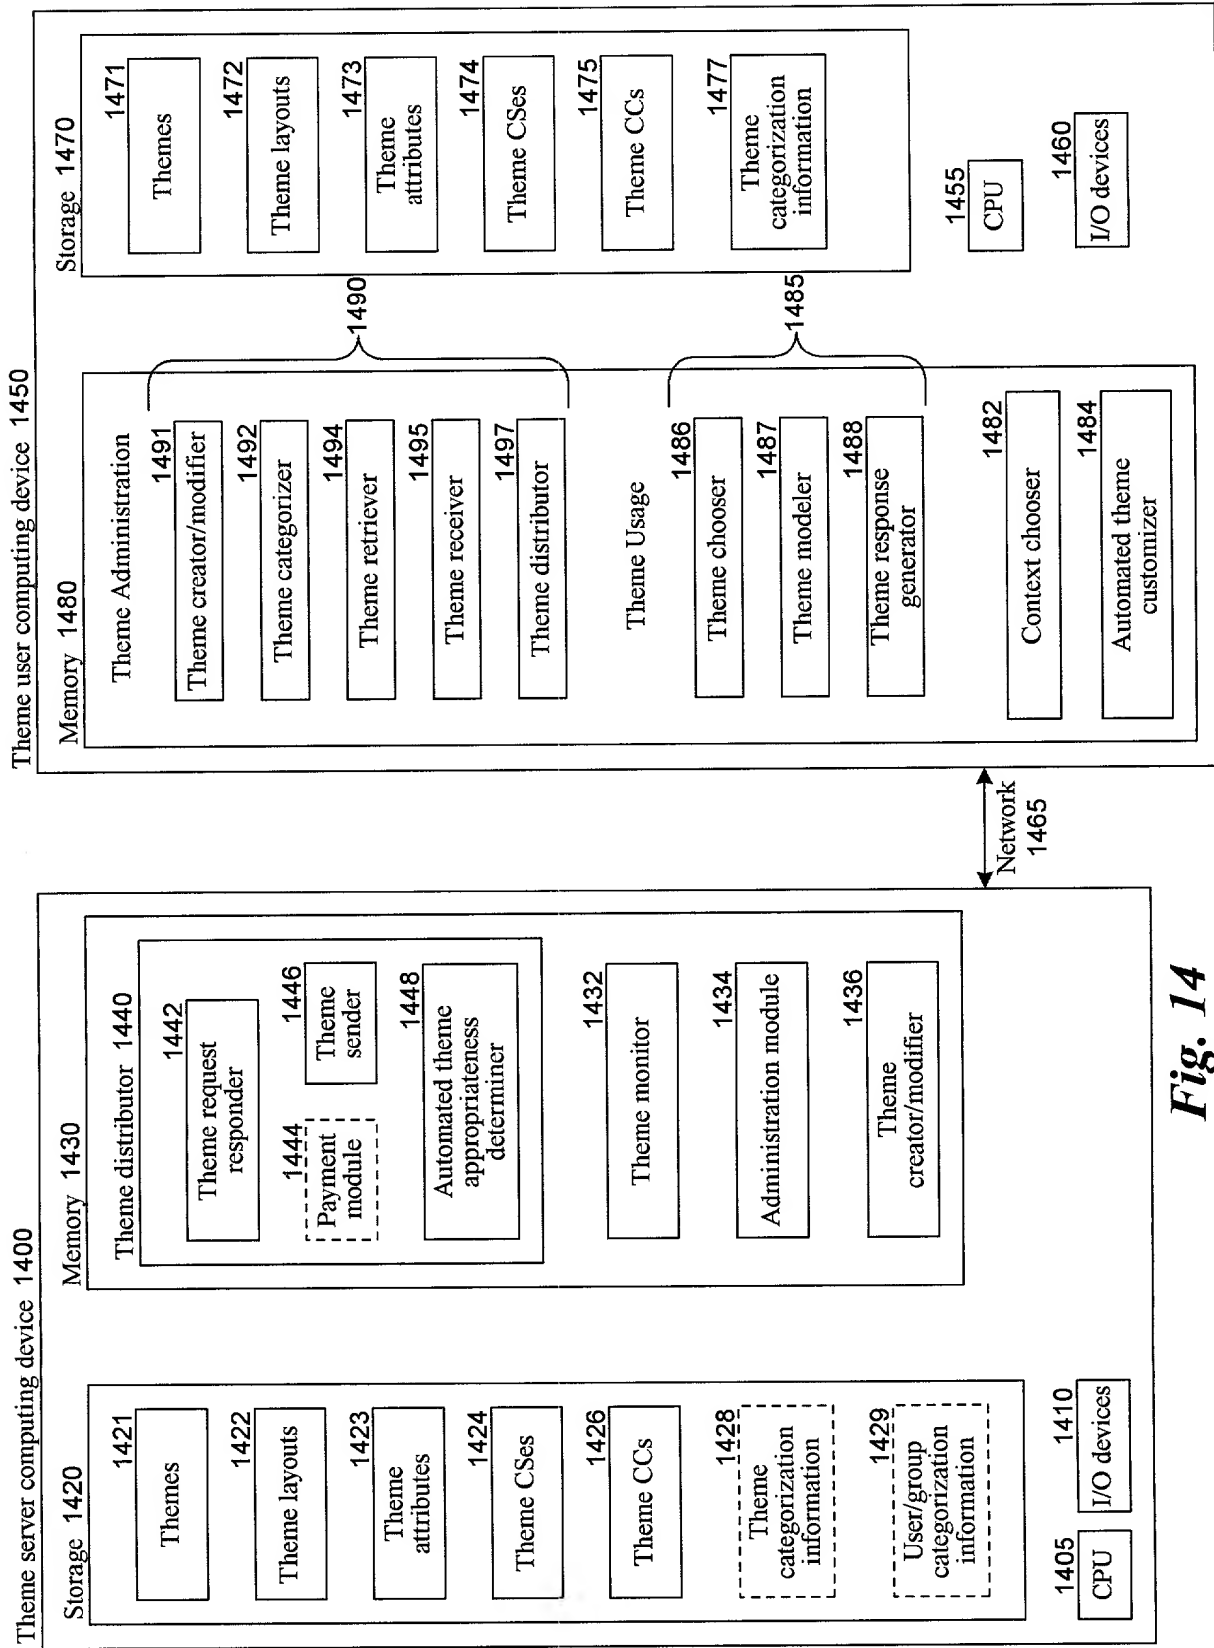 Theme server computing device 1400
Storage 1420
1421
Themes
1422
Theme layouts
1423
Theme
attributes
1424
Theme CSes
1426
Theme CCs
1428
Theme
categorization
information
1429
User/group
categorization
information
1405
CPU
1410
I/O devices
Memory 1430
Theme distributor 1440
1442
Theme request
responder
1444
Payment
module
1446
Theme
sender
1448
Automated theme
appropriateness
determiner
1432
Theme monitor
1434
Administration module
1436
Theme
creator/modifier
Network
1465
Theme user computing device 1450
Memory 1480
Theme Administration
1491
Theme creator/modifier
1492
Theme categorizer
1494
Theme retriever
1495
Theme receiver
1497
Theme distributor
1490
Theme Usage
1486
Theme chooser
1487
Theme modeler
1488
Theme response
generator
1485
1482
Context chooser
1484
Automated theme
customizer
Storage 1470
1471
Themes
1472
Theme layouts
1473
Theme
attributes
1474
Theme CSes
1475
Theme CCs
1477
Theme
categorization
information
1455
CPU
1460
I/O devices
Fig. 14